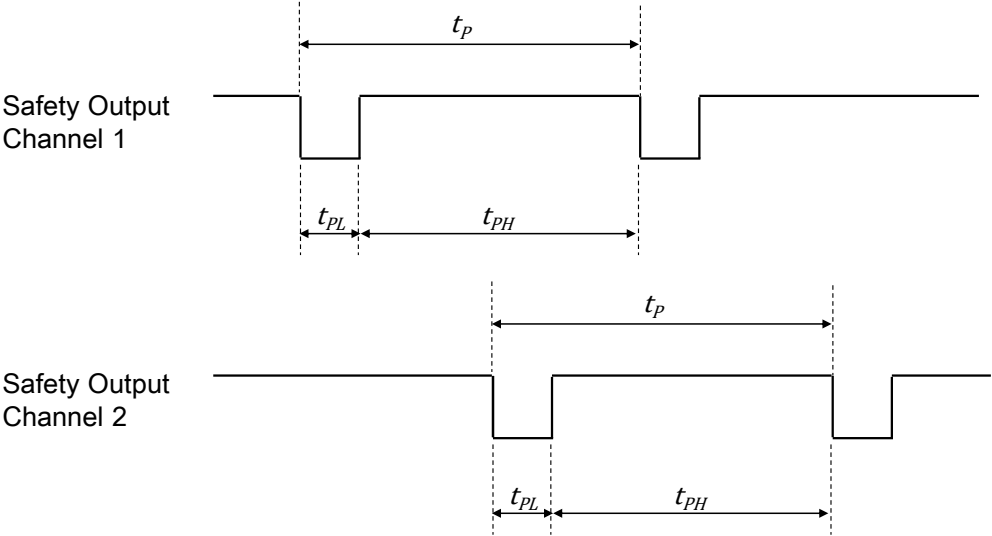 t_P
Safety Output
Channel 1
t_PL
t_PH
t_P
Safety Output
Channel 2
t_PL
t_PH